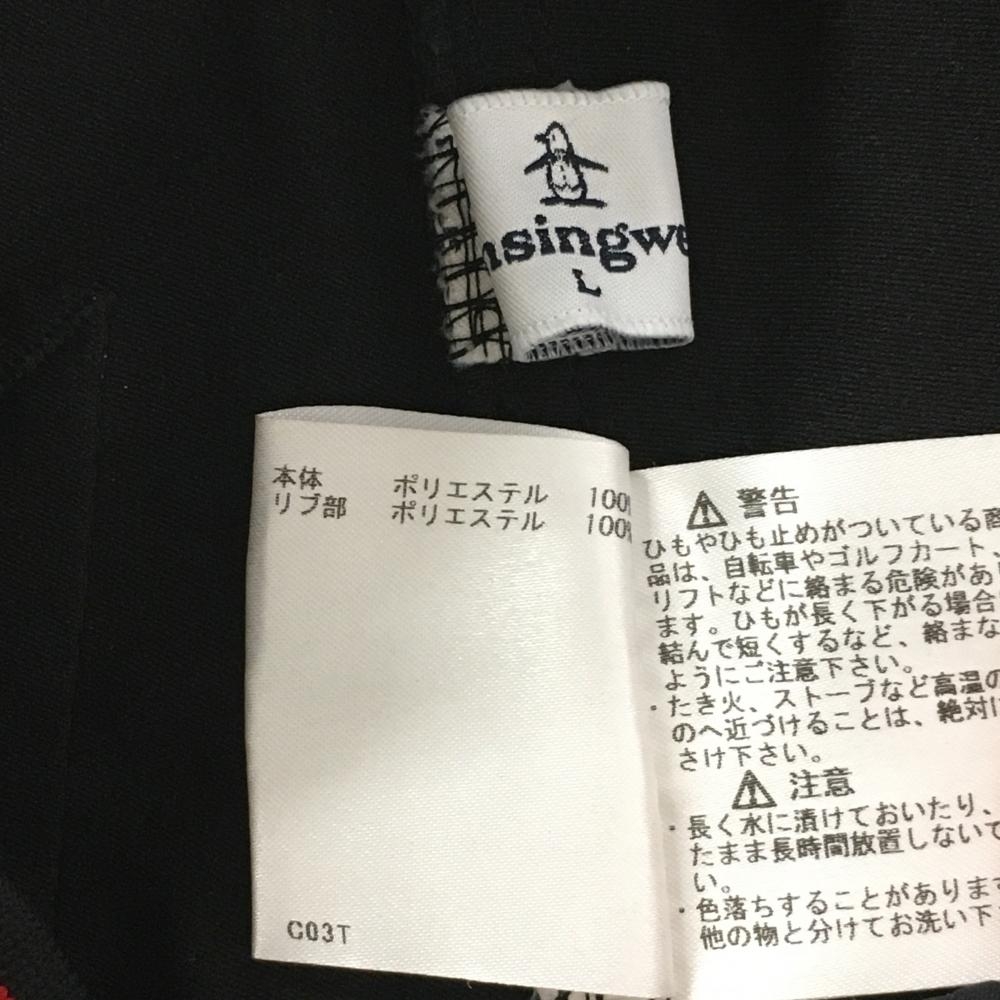 nsingwe
L
本体 ポリエステル 100%
リブ部 ポリエステル 100%
C03T
警告
ひもやひも止めがついている商
品は、自転車やゴルフカート、
リフトなどに絡まる危険があり
ます。ひもが長く下がる場合
結んで短くするなど、絡まな
ようにご注意下さい。
・たき火、ストーブなど高温の
のへ近づけることは、絶対に
さけ下さい。
注意
・長く水に漬けておいたり、
たまま長時間放置しないで
い。
・色落ちすることがあります
他の物と分けてお洗い下